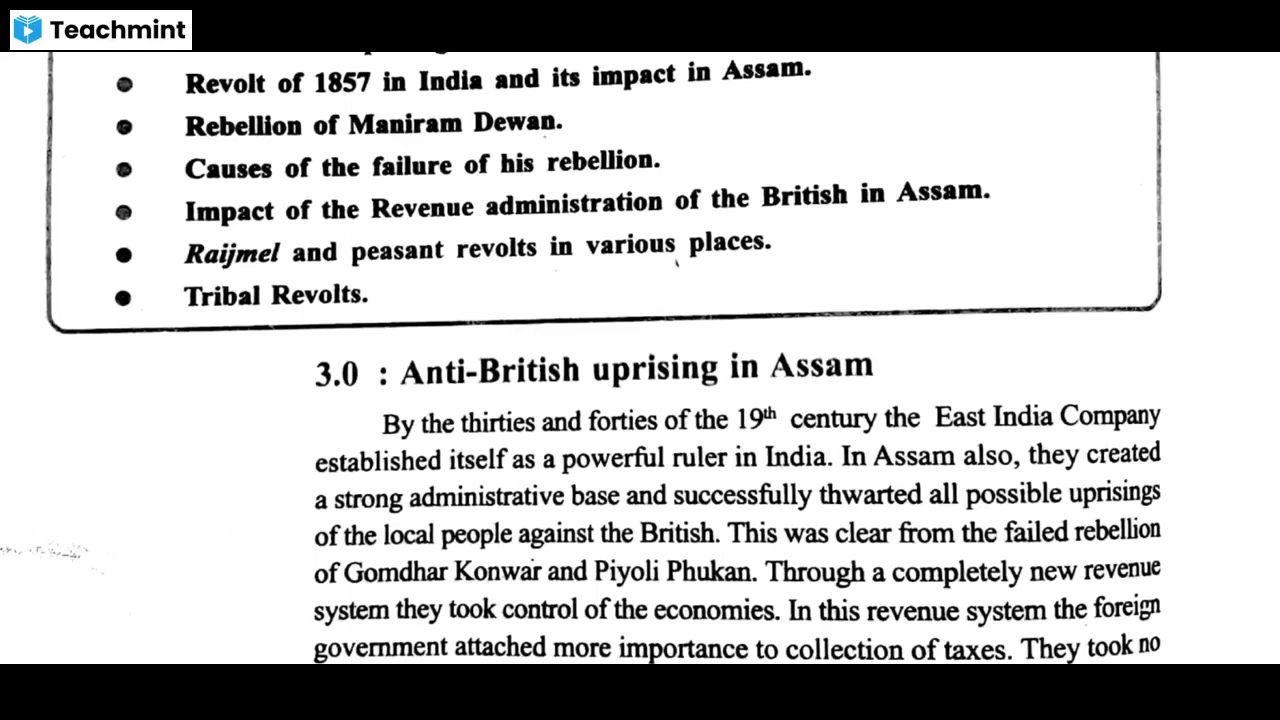 Teachmint
Revolt of 1857 in India and its impact in Assam.
Rebellion of Maniram Dewan.
Causes of the failure of his rebellion.
Impact of the Revenue administration of the British in Assam.
Raijmel and peasant revolts in various places.
Tribal Revolts.
3.0 : Anti-British uprising in Assam
By the thirties and forties of the 19th century the East India Company
established itself as a powerful ruler in India. In Assam also, they created
a strong administrative base and successfully thwarted all possible uprisings
of the local people against the British. This was clear from the failed rebellion
of Gomdhar Konwar and Piyoli Phukan. Through a completely new revenue
system they took control of the economies. In this revenue system the foreign
government attached more importance to collection of taxes. They took no